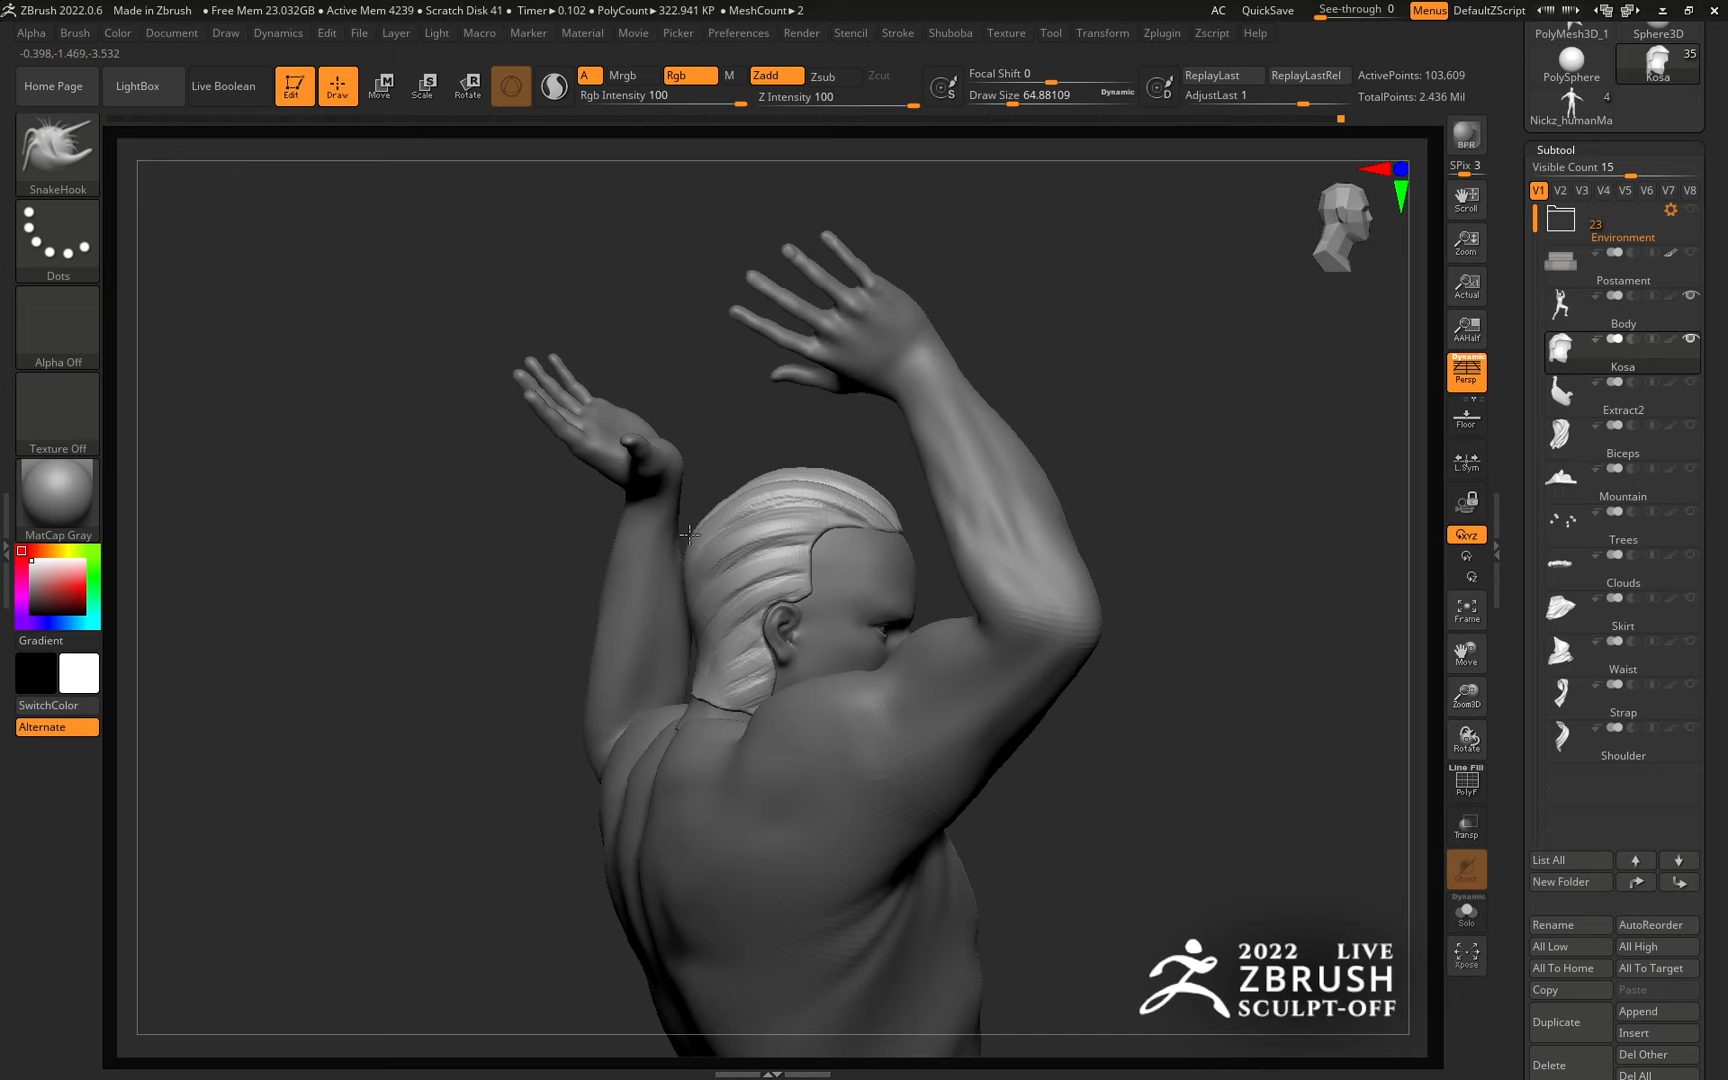 ZBrush 2022.0.6 Made in Zbrush • Free Mem 23.032GB • Active Mem 4239 • Scratch Disk 41 • Timer▸0.102 • PolyCount▸322.941 KP • MeshCount▸2
AC QuickSave See-through 0 Menus DefaultZScript
Alpha Brush Color Document Draw Dynamics Edit File Layer Light Macro Marker Material Movie Picker Preferences Render Stencil Stroke Shuboba Texture Tool Transform Zplugin Zscript Help
-0.398,-1.469,-3.532
Home Page
LightBox
Live Boolean
Edit
Draw
Move
Scale
Rotate
A Mrgb Rgb M Zadd Zsub Zcut
Rgb Intensity 100
Z Intensity 100
S
Focal Shift 0
Draw Size 64.88109 Dynamic
D
ReplayLast ReplayLastRel
AdjustLast 1
ActivePoints: 103,609
TotalPoints: 2.436 Mil
SnakeHook
Dots
Alpha Off
Texture Off
MatCap Gray
Gradient
SwitchColor
Alternate
2022 LIVE
ZBRUSH
SCULPT-OFF
BPR
SPix 3
Scroll
Zoom
Actual
AAHalf
Dynamic
Persp
Floor
L.Sym
XYZ
Y
Z
Frame
Move
Zoom3D
Rotate
Line Fill
PolyF
Transp
Ghost
Dynamic
Solo
Xpose
PolyMesh3D_1 Sphere3D
PolySphere
35
Kosa
4
Nickz_humanMa
Subtool
Visible Count 15
V1 V2 V3 V4 V5 V6 V7 V8
23
Environment
Postament
Body
Kosa
Extract2
Biceps
Mountain
Trees
Clouds
Skirt
Waist
Strap
Shoulder
List All
New Folder
Rename AutoReorder
All Low All High
All To Home All To Target
Copy Paste
Duplicate Append
Insert
Delete Del Other
Del All